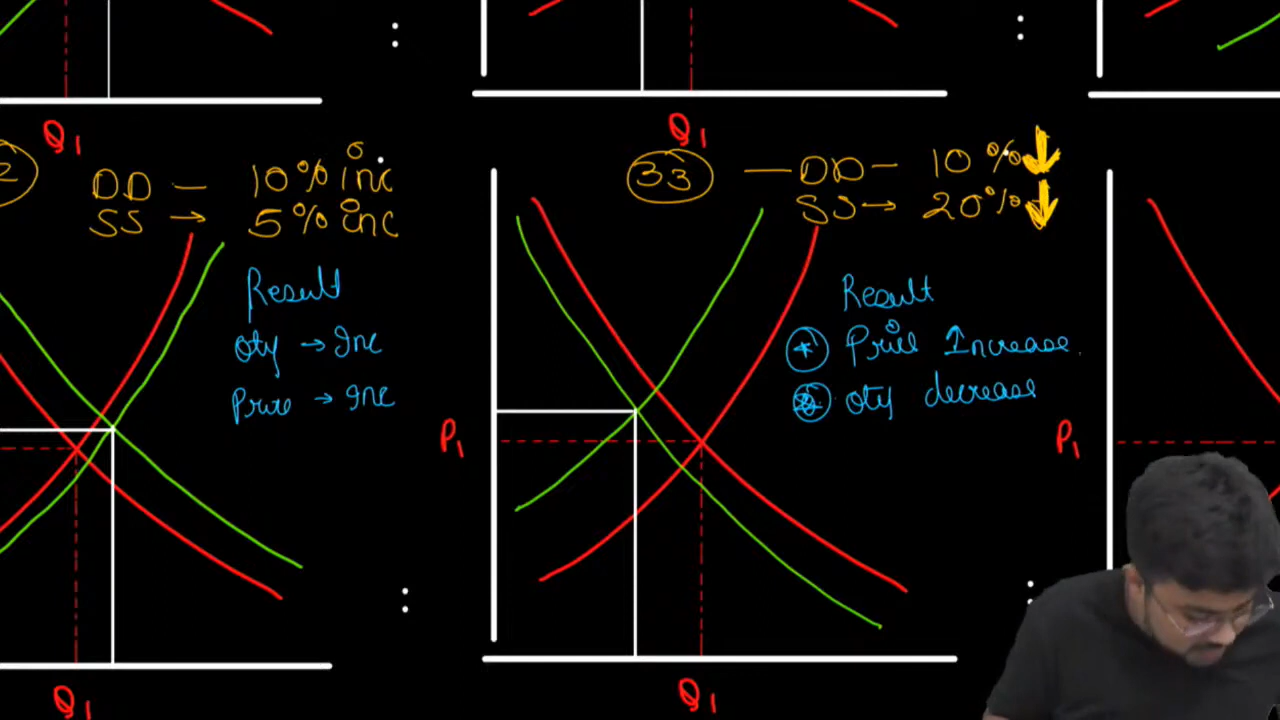 Q1
Q1
2
DD — 10% inc
SS → 5% inc
Result
Qty → Inc
Price → Inc
Q1
33 — DD — 10% ↓
SS → 20% ↓
Result
Price ↑Increase.
Qty decrease
P1
Q1
P1